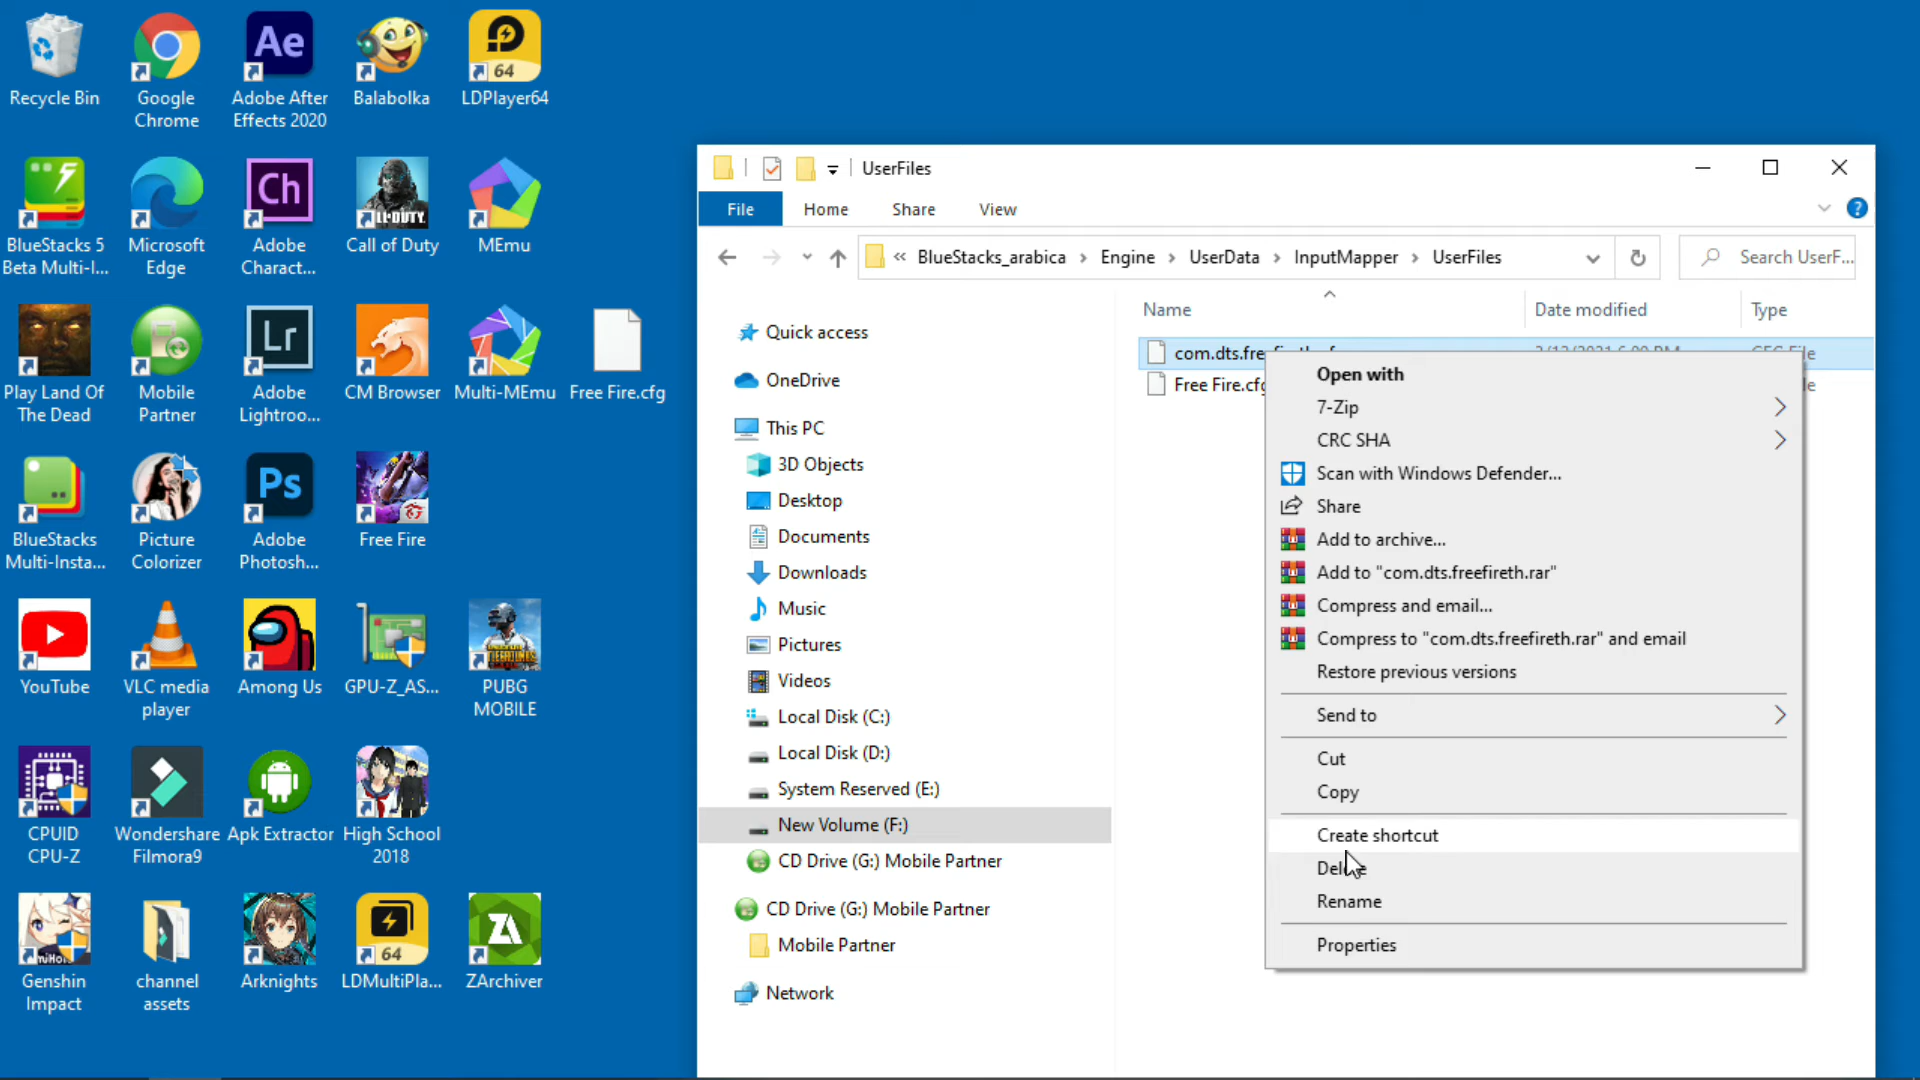 Recycle Bin
Google
Chrome
Ae
Adobe After
Effects 2020
Balabolka
64
LDPlayer64
BlueStacks 5
Beta Multi-I...
Microsoft
Edge
Ch
Adobe
Charact...
Call of Duty
MEmu
Play Land Of
The Dead
Mobile
Partner
Lr
Adobe
Lightroo...
CM Browser
Multi-MEmu
Free Fire.cfg
BlueStacks
Multi-Insta...
Picture
Colorizer
Ps
Adobe
Photosh...
Free Fire
YouTube
VLC media
player
Among Us
GPU-Z_AS...
PUBG
MOBILE
CPUID
CPU-Z
Wondershare
Filmora9
Apk Extractor
High School
2018
Genshin
Impact
channel
assets
Arknights
64
LDMultiPla...
ZArchiver
UserFiles
File
Home
Share
View
« BlueStacks_arabica > Engine > UserData > InputMapper > UserFiles
Search UserF...
Name
Date modified
Type
Quick access
OneDrive
This PC
3D Objects
Desktop
Documents
Downloads
Music
Pictures
Videos
Local Disk (C:)
Local Disk (D:)
System Reserved (E:)
New Volume (F:)
CD Drive (G:) Mobile Partner
CD Drive (G:) Mobile Partner
Mobile Partner
Network
Free Fire.cfg
Open with
7-Zip
CRC SHA
Scan with Windows Defender...
Share
Add to archive...
Add to "com.dts.freefireth.rar"
Compress and email...
Compress to "com.dts.freefireth.rar" and email
Restore previous versions
Send to
Cut
Copy
Create shortcut
Delete
Rename
Properties